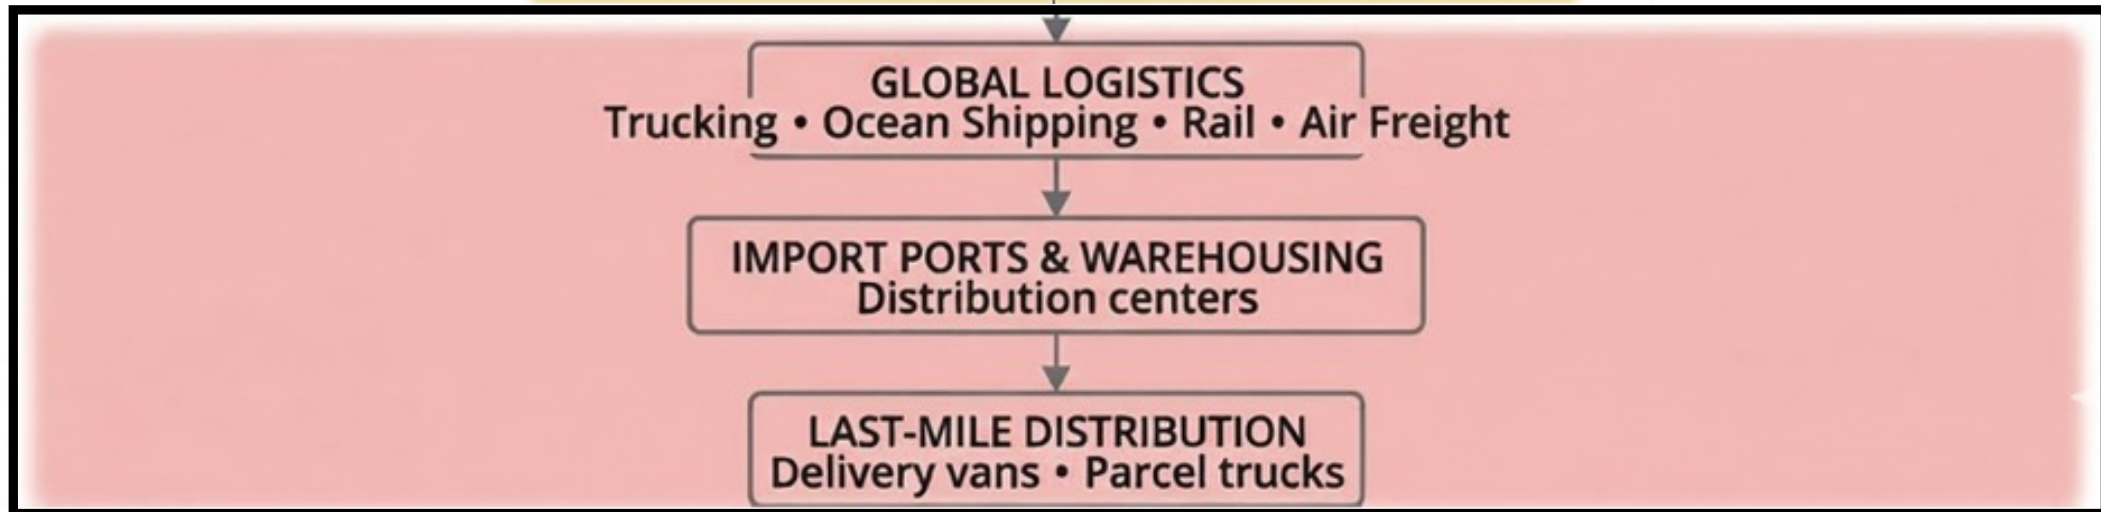 GLOBAL LOGISTICS
Trucking • Ocean Shipping • Rail • Air Freight
IMPORT PORTS & WAREHOUSING
Distribution centers
LAST-MILE DISTRIBUTION
Delivery vans • Parcel trucks